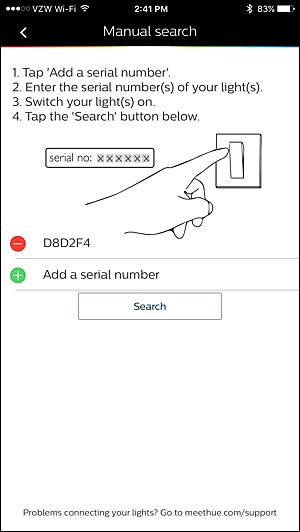 VZW Wi-Fi 2:41 PM 83%
Manual search
1. Tap 'Add a serial number'.
2. Enter the serial number(s) of your light(s).
3. Switch your light(s) on.
4. Tap the 'Search' button below.
serial no: xxxxxx
D8D2F4
Add a serial number
Search
Problems connecting your lights? Go to meethue.com/support